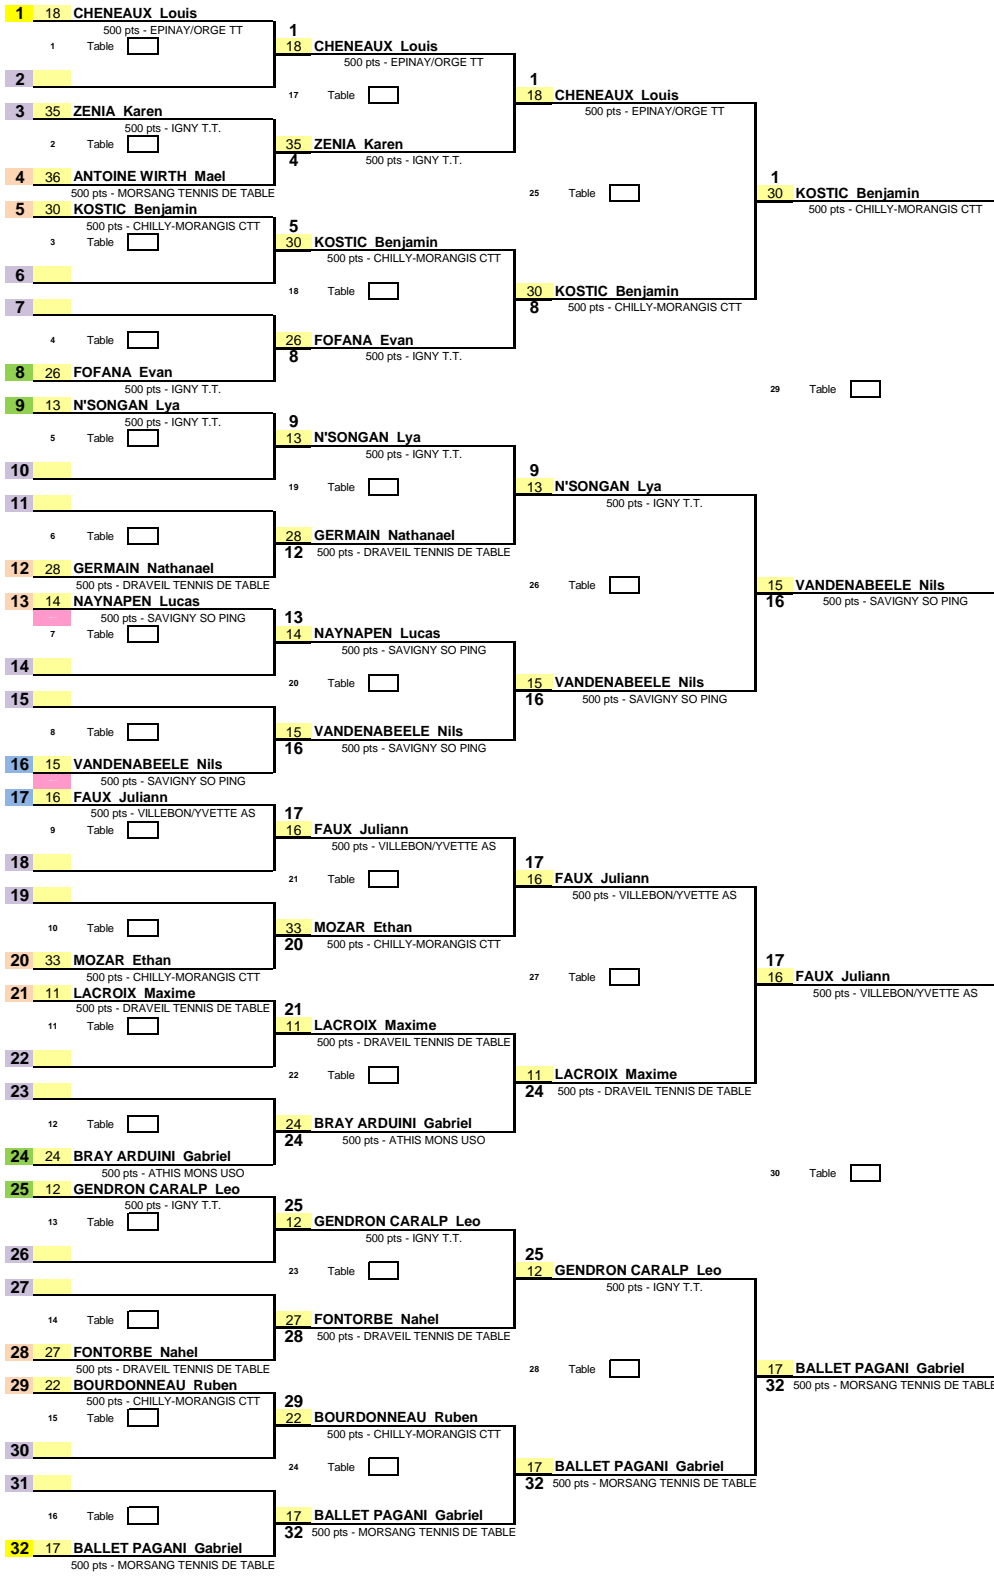 1 18 CHENEAUX Louis
500 pts - EPINAY/ORGE TT
1 Table
2
3 35 ZENIA Karen
500 pts - IGNY T.T.
2 Table
4 36 ANTOINE WIRTH Mael
500 pts - MORSANG TENNIS DE TABLE
5 30 KOSTIC Benjamin
500 pts - CHILLY-MORANGIS CTT
3 Table
6
7
4 Table
8 26 FOFANA Evan
500 pts - IGNY T.T.
9 13 N'SONGAN Lya
500 pts - IGNY T.T.
5 Table
10
11
6 Table
12 28 GERMAIN Nathanael
500 pts - DRAVEIL TENNIS DE TABLE
13 14 NAYNAPEN Lucas
500 pts - SAVIGNY SO PING
7 Table
14
15
8 Table
16 15 VANDENABEELE Nils
500 pts - SAVIGNY SO PING
17 16 FAUX Juliann
500 pts - VILLEBON/YVETTE AS
9 Table
18
19
10 Table
20 33 MOZAR Ethan
500 pts - CHILLY-MORANGIS CTT
21 11 LACROIX Maxime
500 pts - DRAVEIL TENNIS DE TABLE
11 Table
22
23
12 Table
24 24 BRAY ARDUINI Gabriel
500 pts - ATHIS MONS USO
25 12 GENDRON CARALP Leo
500 pts - IGNY T.T.
13 Table
26
27
14 Table
28 27 FONTORBE Nahel
500 pts - DRAVEIL TENNIS DE TABLE
29 22 BOURDONNEAU Ruben
500 pts - CHILLY-MORANGIS CTT
15 Table
30
31
16 Table
32 17 BALLET PAGANI Gabriel
500 pts - MORSANG TENNIS DE TABLE
1
18 CHENEAUX Louis
500 pts - EPINAY/ORGE TT
17 Table
35 ZENIA Karen
4 500 pts - IGNY T.T.
5
30 KOSTIC Benjamin
500 pts - CHILLY-MORANGIS CTT
18 Table
26 FOFANA Evan
8 500 pts - IGNY T.T.
9
13 N'SONGAN Lya
500 pts - IGNY T.T.
19 Table
28 GERMAIN Nathanael
12 500 pts - DRAVEIL TENNIS DE TABLE
13
14 NAYNAPEN Lucas
500 pts - SAVIGNY SO PING
20 Table
15 VANDENABEELE Nils
16 500 pts - SAVIGNY SO PING
17
16 FAUX Juliann
500 pts - VILLEBON/YVETTE AS
21 Table
33 MOZAR Ethan
20 500 pts - CHILLY-MORANGIS CTT
21
11 LACROIX Maxime
500 pts - DRAVEIL TENNIS DE TABLE
22 Table
24 BRAY ARDUINI Gabriel
24 500 pts - ATHIS MONS USO
25
12 GENDRON CARALP Leo
500 pts - IGNY T.T.
23 Table
27 FONTORBE Nahel
28 500 pts - DRAVEIL TENNIS DE TABLE
29
22 BOURDONNEAU Ruben
500 pts - CHILLY-MORANGIS CTT
24 Table
17 BALLET PAGANI Gabriel
32 500 pts - MORSANG TENNIS DE TABLE
1
18 CHENEAUX Louis
500 pts - EPINAY/ORGE TT
25 Table
30 KOSTIC Benjamin
8 500 pts - CHILLY-MORANGIS CTT
9
13 N'SONGAN Lya
500 pts - IGNY T.T.
26 Table
15 VANDENABEELE Nils
16 500 pts - SAVIGNY SO PING
17
16 FAUX Juliann
500 pts - VILLEBON/YVETTE AS
27 Table
11 LACROIX Maxime
24 500 pts - DRAVEIL TENNIS DE TABLE
25
12 GENDRON CARALP Leo
500 pts - IGNY T.T.
28 Table
17 BALLET PAGANI Gabriel
32 500 pts - MORSANG TENNIS DE TABLE
1
30 KOSTIC Benjamin
500 pts - CHILLY-MORANGIS CTT
29 Table
15 VANDENABEELE Nils
16 500 pts - SAVIGNY SO PING
17
16 FAUX Juliann
500 pts - VILLEBON/YVETTE AS
30 Table
17 BALLET PAGANI Gabriel
32 500 pts - MORSANG TENNIS DE TABLE